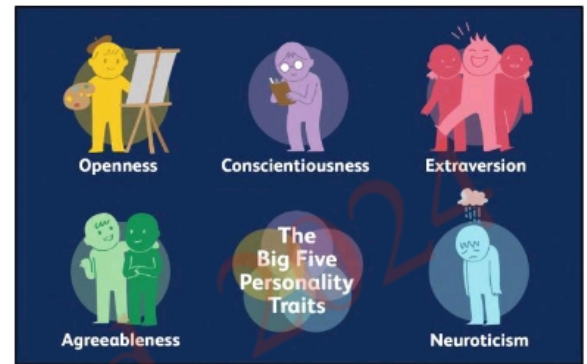 Openness
Conscientiousness
Extraversion
Agreeableness
The
Big Five
Personality
Traits
Neuroticism